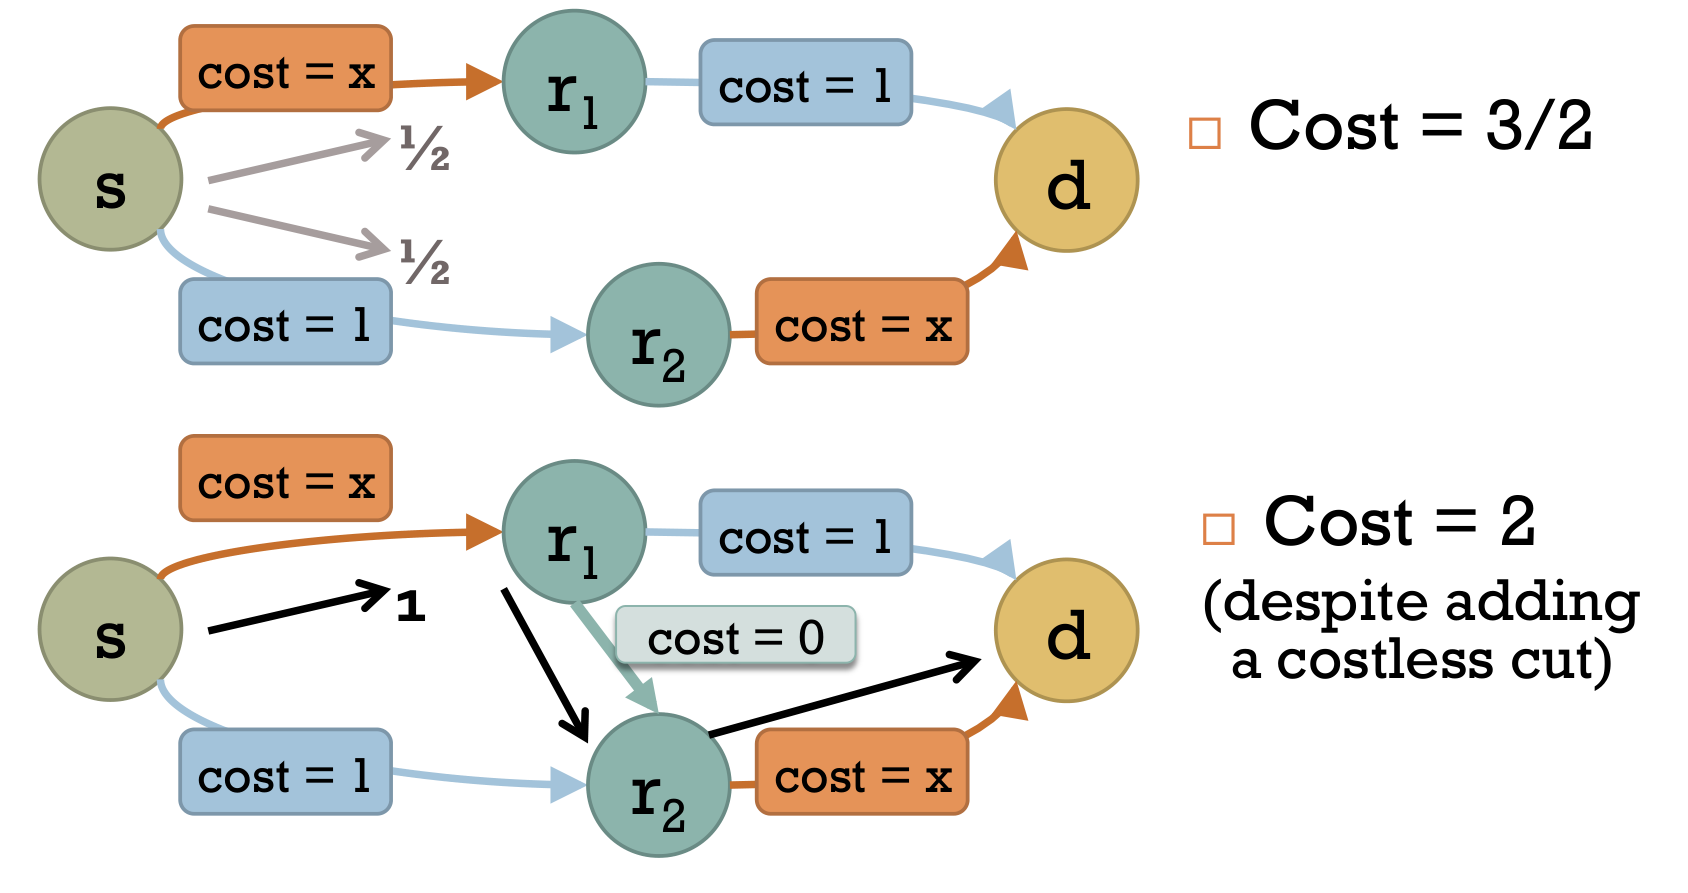 cost = x
r1
cost = 1
s
½
½
d
cost = 1
r2
cost = x
Cost = 3/2
cost = x
r1
cost = 1
s
1
cost = 0
d
cost = 1
r2
cost = x
Cost = 2
(despite adding
a costless cut)